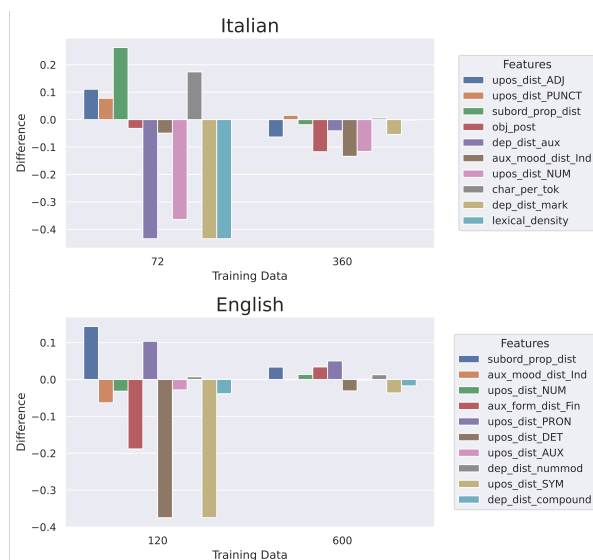 Italian
Difference
0.2
0.1
0.0
−0.1
−0.2
−0.3
−0.4
72
360
Training Data
Features
upos_dist_ADJ
upos_dist_PUNCT
subord_prop_dist
obj_post
dep_dist_aux
aux_mood_dist_Ind
upos_dist_NUM
char_per_tok
dep_dist_mark
lexical_density
English
Difference
0.1
0.0
−0.1
−0.2
−0.3
−0.4
120
600
Training Data
Features
subord_prop_dist
aux_mood_dist_Ind
upos_dist_NUM
aux_form_dist_Fin
upos_dist_PRON
upos_dist_DET
upos_dist_AUX
dep_dist_nummod
upos_dist_SYM
dep_dist_compound